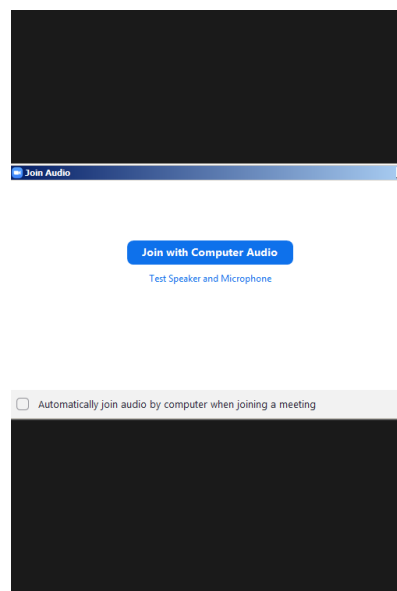 Join Audio
Join with Computer Audio
Test Speaker and Microphone
Automatically join audio by computer when joining a meeting